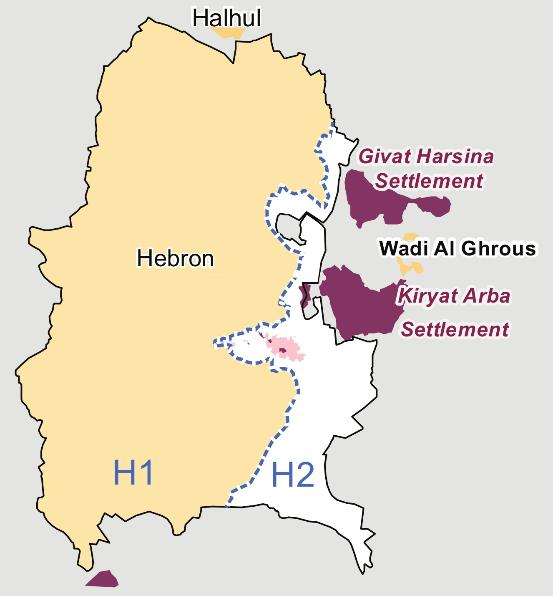 Halhul
Givat Harsina
Settlement
Wadi Al Ghrous
Hebron
Kiryat Arba
Settlement
H1
H2